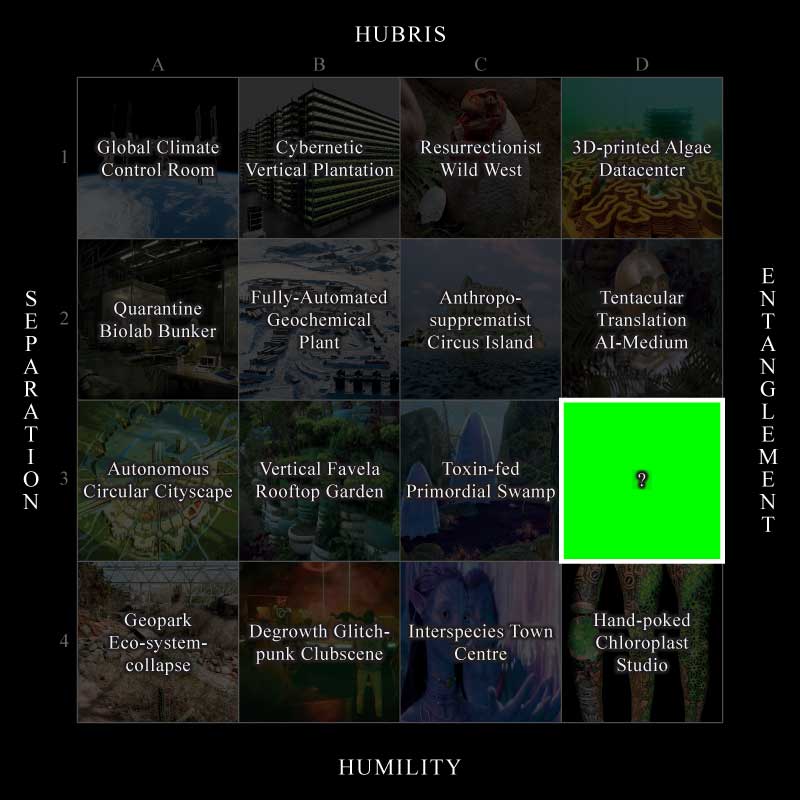 HUBRIS
A B C D
1
Global Climate
Control Room
Cybernetic
Vertical Plantation
Resurrectionist
Wild West
3D-printed Algae
Datacenter
2
Quarantine
Biolab Bunker
Fully-Automated
Geochemical
Plant
Anthropo-
supprematist
Circus Island
Tentacular
Translation
AI-Medium
3
Autonomous
Circular Cityscape
Vertical Favela
Rooftop Garden
Toxin-fed
Primordial Swamp
?
4
Geopark
Eco-system-
collapse
Degrowth Glitch-
punk Clubscene
Interspecies Town
Centre
Hand-poked
Chloroplast
Studio
SEPARATION
ENTANGLEMENT
HUMILITY